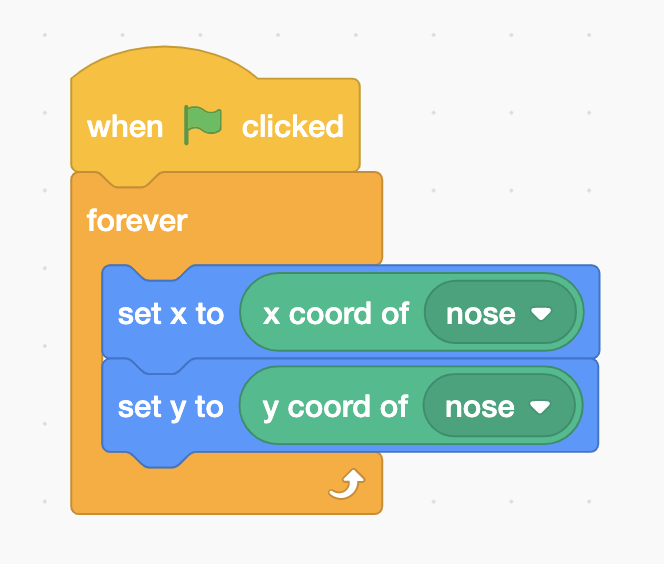 when clicked
forever
set x to x coord of nose
set y to y coord of nose